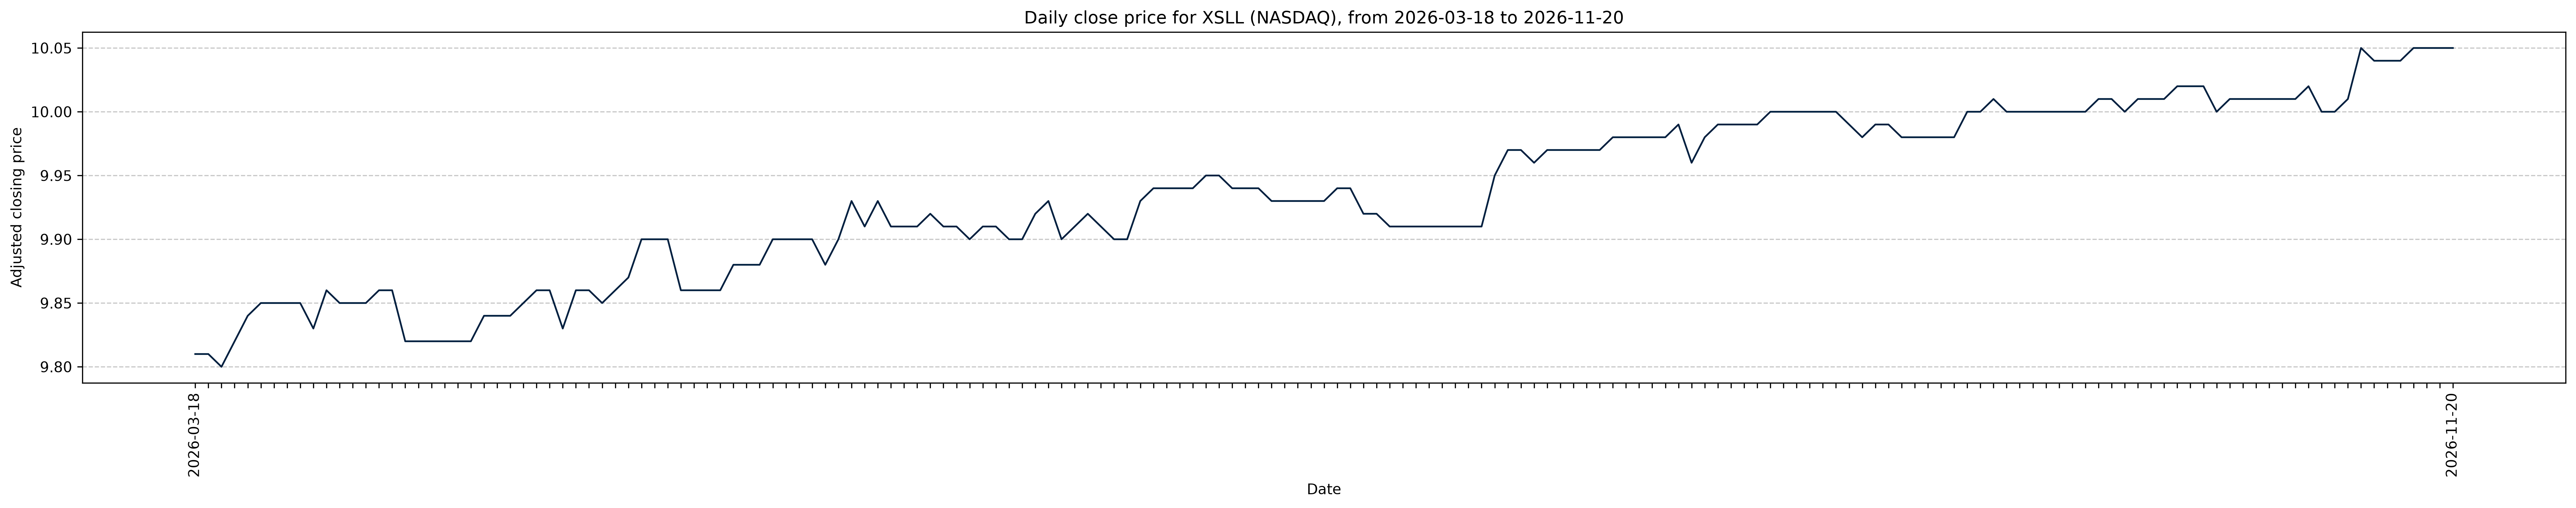 Daily close price for XSLL (NASDAQ), from 2026-03-18 to 2026-11-20
Adjusted closing price
10.05
10.00
9.95
9.90
9.85
9.80
2026-03-18
2026-11-20
Date